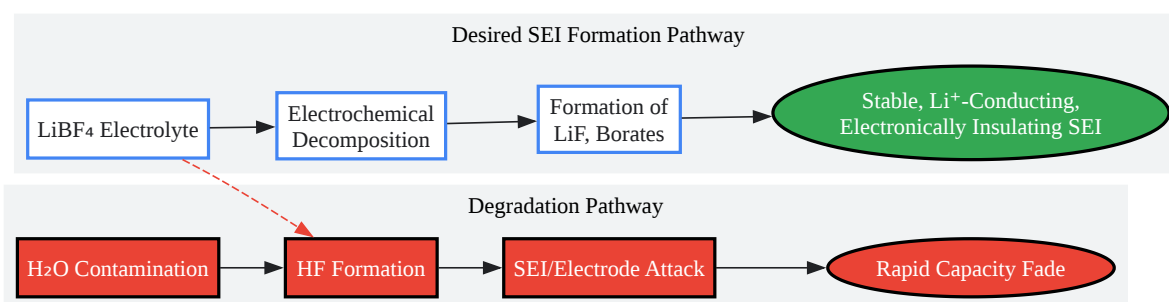 Desired SEI Formation Pathway
LiBF₄ Electrolyte
Electrochemical
Decomposition
Formation of
LiF, Borates
Stable, Li⁺-Conducting,
Electronically Insulating SEI
Degradation Pathway
H₂O Contamination
HF Formation
SEI/Electrode Attack
Rapid Capacity Fade